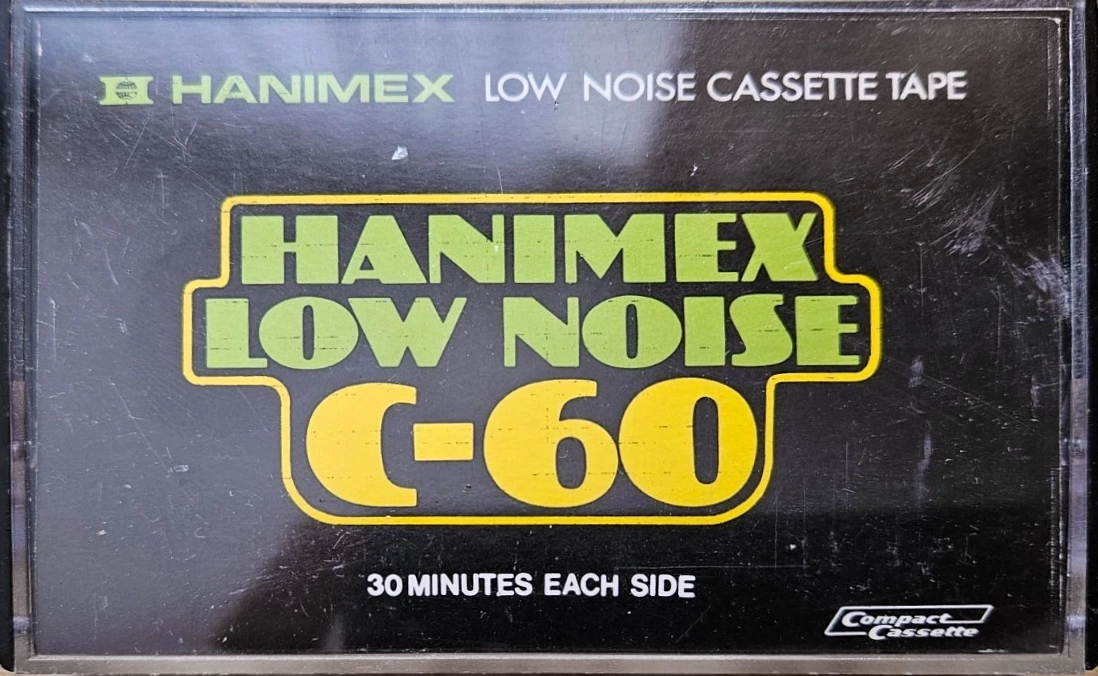 HANIMEX LOW NOISE CASSETTE TAPE
HANIMEX
LOW NOISE
C-60
30 MINUTES EACH SIDE
Compact
Cassette